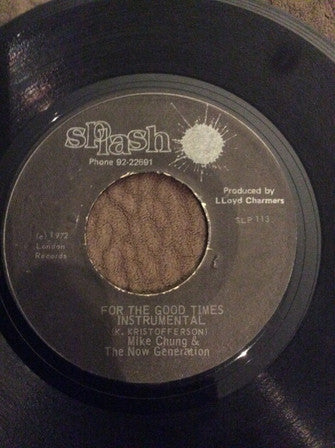 splash
Phone 92-22691
Produced by
LLoyd Charmers
SLP 113
(c) 1972
London
Records
FOR THE GOOD TIMES
INSTRUMENTAL
(K. KRISTOFFERSON)
Mike Chung &
The Now Generation